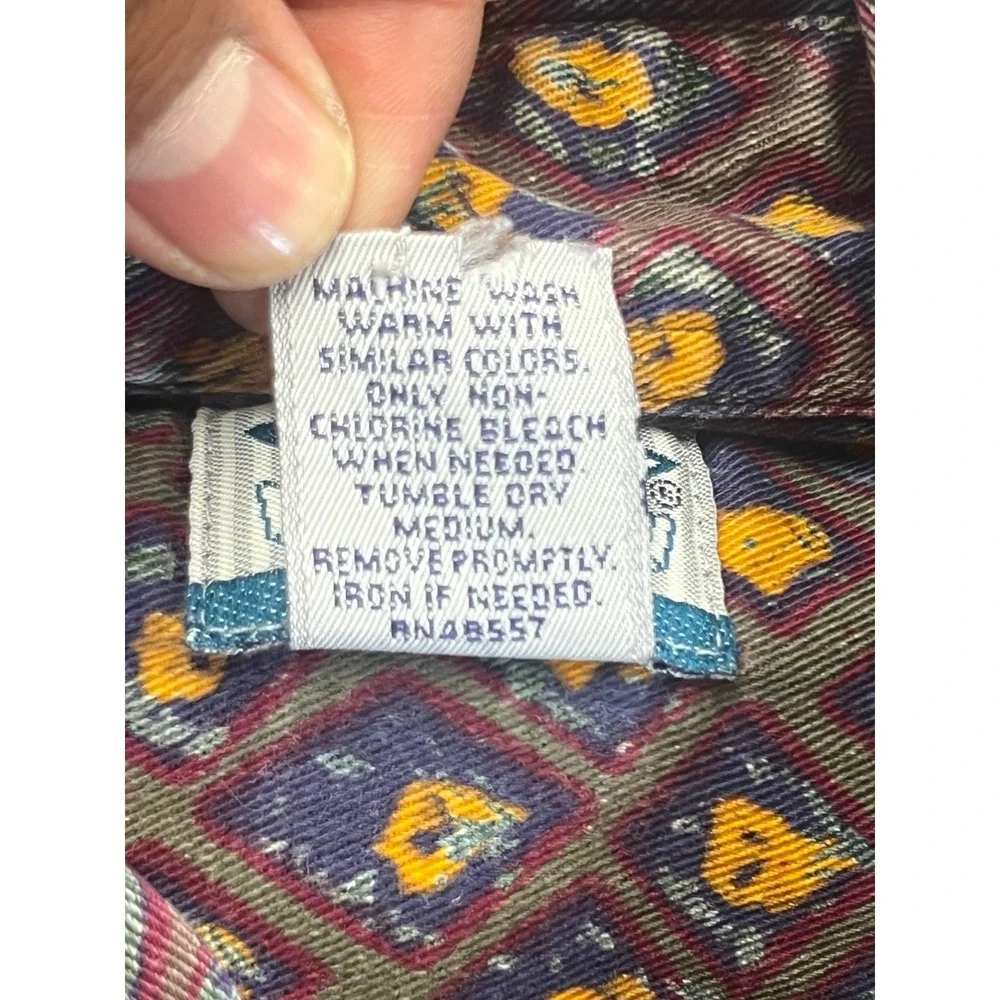 MACHINE WASH
WARM WITH
SIMILAR COLORS.
ONLY NON-
CHLORINE BLEACH
WHEN NEEDED.
TUMBLE DRY
MEDIUM.
REMOVE PROMPTLY.
IRON IF NEEDED.
RN48557
®